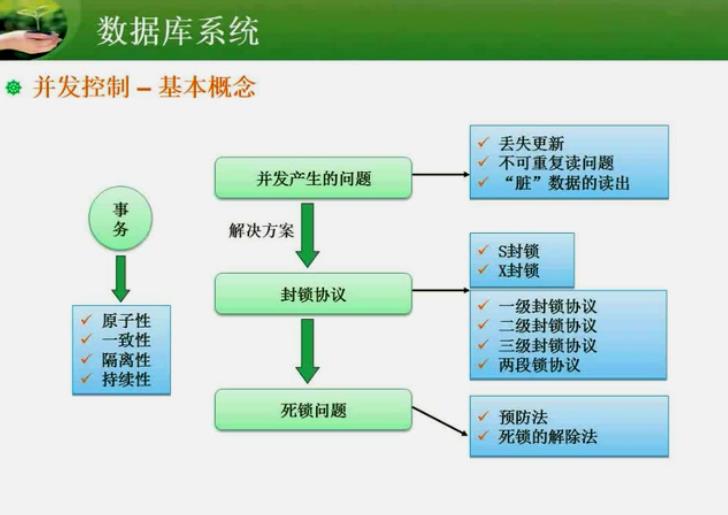 数据库系统
并发控制 – 基本概念
事
务
原子性
一致性
隔离性
持续性
并发产生的问题
丢失更新
不可重复读问题
“脏”数据的读出
解决方案
封锁协议
S封锁
X封锁
一级封锁协议
二级封锁协议
三级封锁协议
两段锁协议
死锁问题
预防法
死锁的解除法